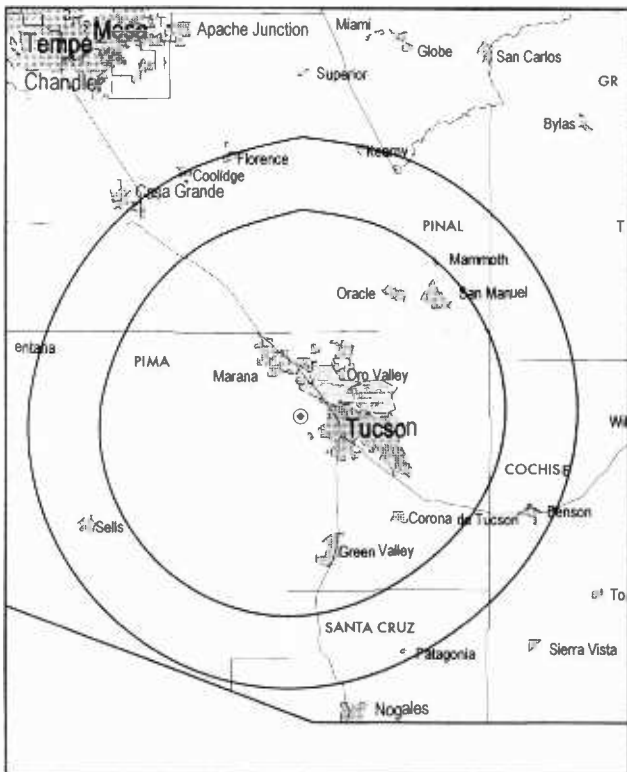 Miami
Tempe
Mesa
Apache Junction
Globe
San Carlos
Chandle
Superior
GR
Bylas
Florence
Kearny
Coolidge
Casa Grande
PINAL
T
Mammoth
Oracle
San Manuel
entana
PIMA
Marana
Oro Valley
Tucson
Wil
COCHISE
Sells
Corona de Tucson
Benson
Green Valley
To
SANTA CRUZ
Patagonia
Sierra Vista
Nogales